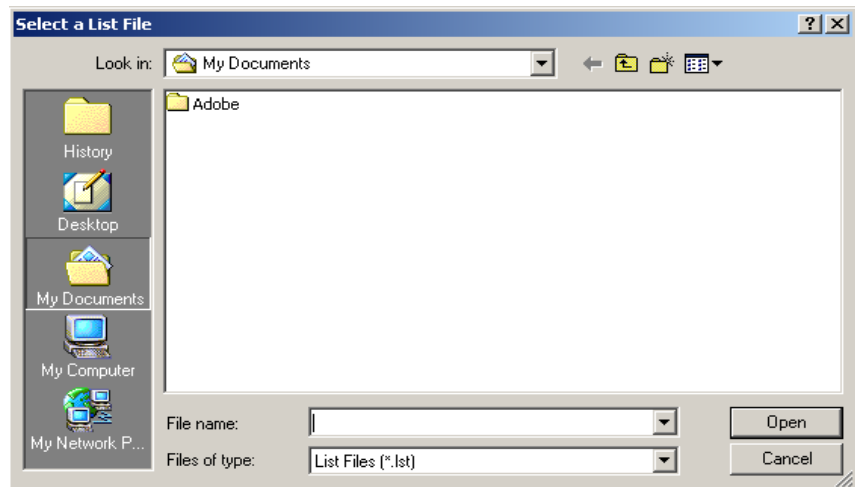 Select a List File
Look in: My Documents
Adobe
History
Desktop
My Documents
My Computer
My Network P...
File name:
Open
Files of type: List Files (*.lst)
Cancel